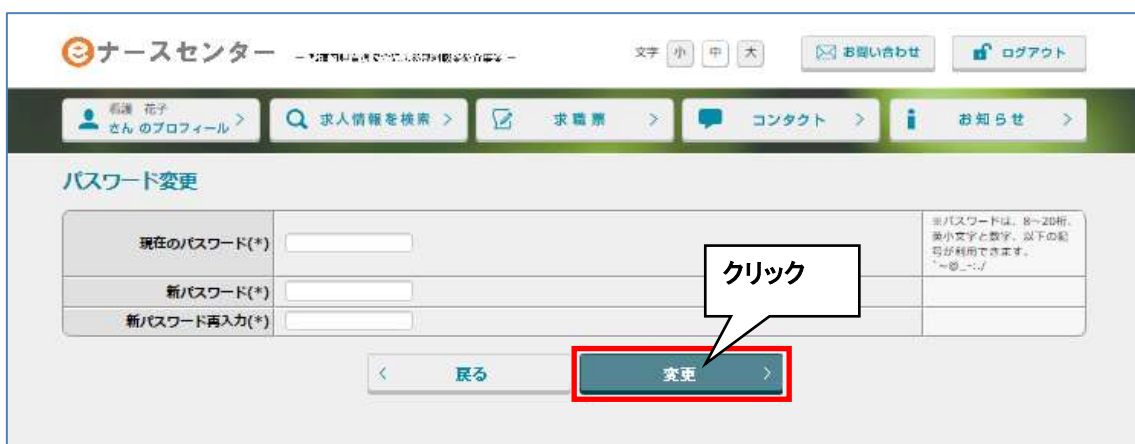 eナースセンター
文字 小 中 大
お問い合わせ
ログアウト
看護 花子
さん のプロフィール >
求人情報を検索 >
求職票 >
コンタクト >
お知らせ >
パスワード変更
現在のパスワード(*)
※パスワードは、8～20桁、
英小文字と数字、以下の記
号が利用できます。
クリック
新パスワード(*)
新パスワード再入力(*)
< 戻る
変更 >